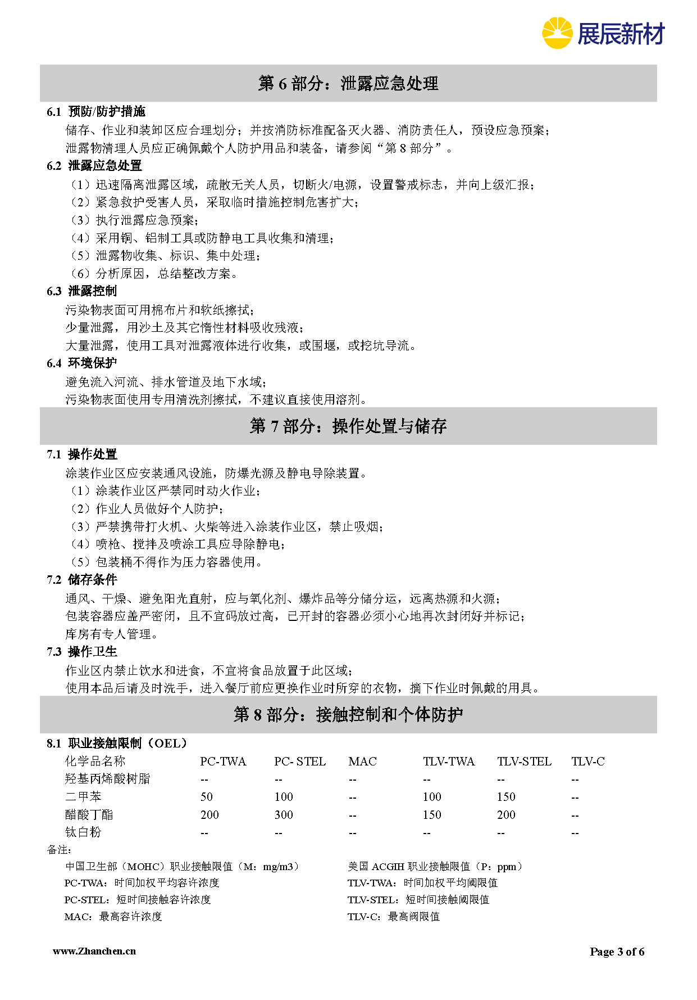 展辰新材
第 6 部分：泄露应急处理
6.1 预防/防护措施
储存、作业和装卸区应合理划分；并按消防标准配备灭火器、消防责任人，预设应急预案；
泄露物清理人员应正确佩戴个人防护用品和装备，请参阅“第 8 部分”。
6.2 泄露应急处置
（1）迅速隔离泄露区域，疏散无关人员，切断火/电源，设置警戒标志，并向上级汇报；
（2）紧急救护受害人员，采取临时措施控制危害扩大；
（3）执行泄露应急预案；
（4）采用铜、铝制工具或防静电工具收集和清理；
（5）泄露物收集、标识、集中处理；
（6）分析原因，总结整改方案。
6.3 泄露控制
污染物表面可用棉布片和软纸擦拭；
少量泄露，用沙土及其它惰性材料吸收残液；
大量泄露，使用工具对泄露液体进行收集，或围堰，或挖坑导流。
6.4 环境保护
避免流入河流、排水管道及地下水域；
污染物表面使用专用清洗剂擦拭，不建议直接使用溶剂。
第 7 部分：操作处置与储存
7.1 操作处置
涂装作业区应安装通风设施，防爆光源及静电导除装置。
（1）涂装作业区严禁同时动火作业；
（2）作业人员做好个人防护；
（3）严禁携带打火机、火柴等进入涂装作业区，禁止吸烟；
（4）喷枪、搅拌及喷涂工具应导除静电；
（5）包装桶不得作为压力容器使用。
7.2 储存条件
通风、干燥、避免阳光直射，应与氧化剂、爆炸品等分储分运，远离热源和火源；
包装容器应盖严密闭，且不宜码放过高，已开封的容器必须小心地再次封闭好并标记；
库房有专人管理。
7.3 操作卫生
作业区内禁止饮水和进食，不宜将食品放置于此区域；
使用本品后请及时洗手，进入餐厅前应更换作业时所穿的衣物，摘下作业时佩戴的用具。
第 8 部分：接触控制和个体防护
8.1 职业接触限制（OEL）
化学品名称 PC-TWA PC- STEL MAC TLV-TWA TLV-STEL TLV-C
羟基丙烯酸树脂 -- -- -- -- -- --
二甲苯 50 100 -- 100 150 --
醋酸丁酯 200 300 -- 150 200 --
钛白粉 -- -- -- -- -- --
备注：
中国卫生部（MOHC）职业接触限值（M：mg/m3） 美国 ACGIH 职业接触限值（P：ppm）
PC-TWA：时间加权平均容许浓度 TLV-TWA：时间加权平均阈限值
PC-STEL：短时间接触容许浓度 TLV-STEL：短时间接触阈限值
MAC：最高容许浓度 TLV-C：最高阀限值
www.Zhanchen.cn Page 3 of 6